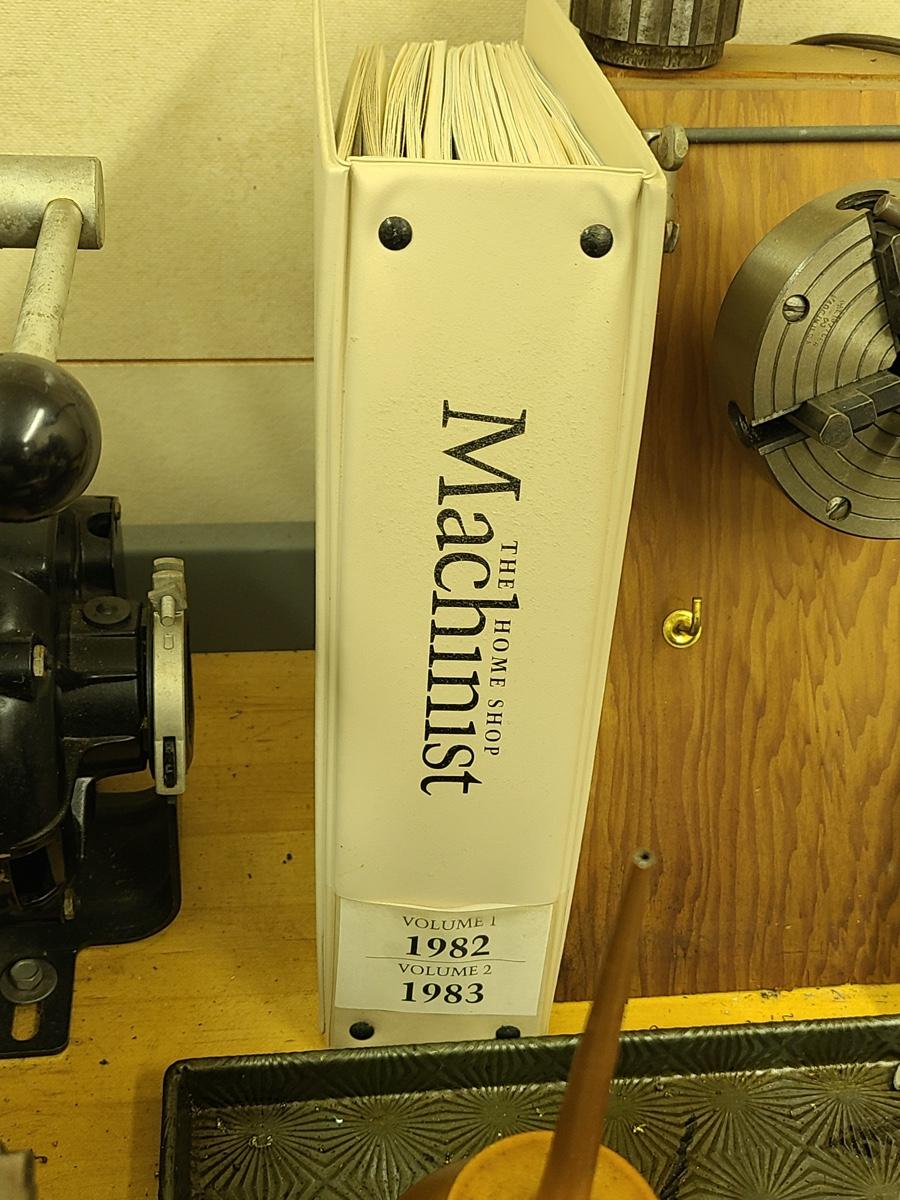 THE HOME SHOP
Machinist
VOLUME 1
1982
VOLUME 2
1983